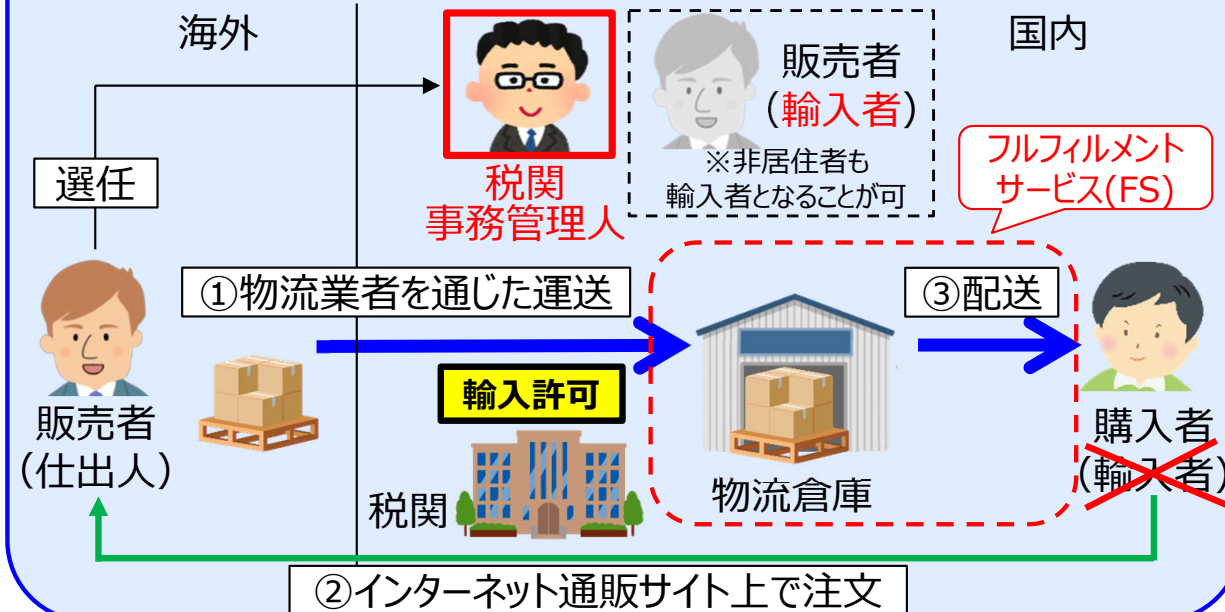 海外
国内
販売者
(輸入者)
※非居住者も
輸入者となることが可
税関
事務管理人
選任
フルフィルメント
サービス(FS)
①物流業者を通じた運送
③配送
輸入許可
販売者
(仕出人)
税関
物流倉庫
購入者
(輸入者)
②インターネット通販サイト上で注文